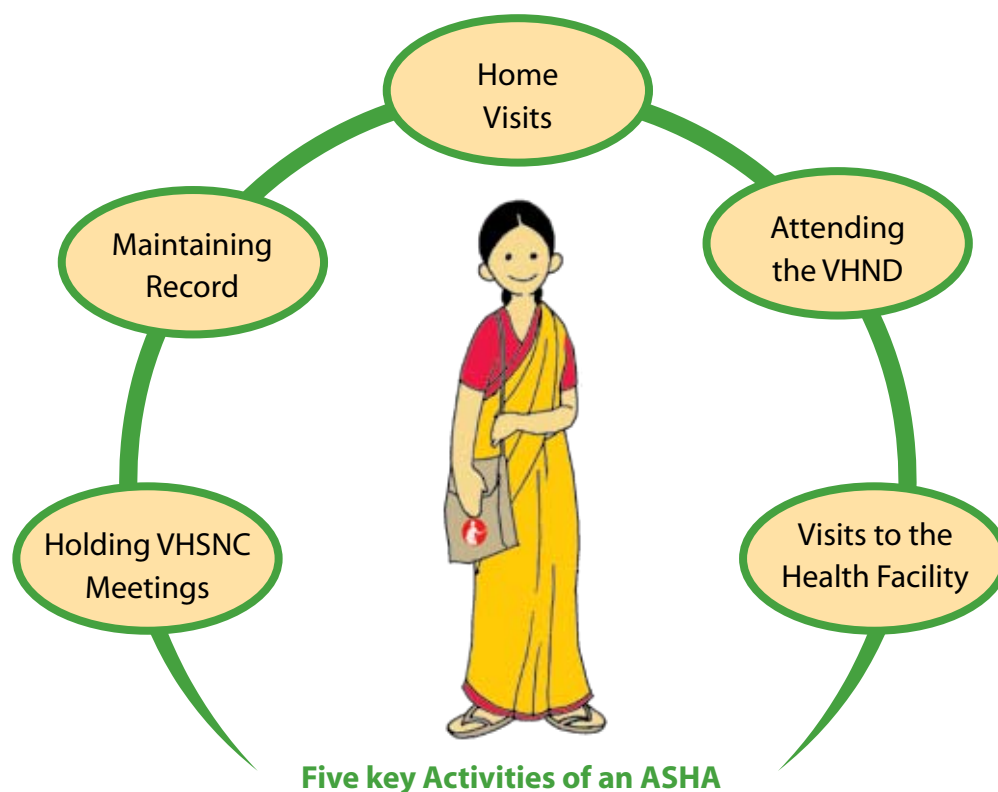 Home
Visits
Maintaining
Record
Attending
the VHND
Holding VHSNC
Meetings
Visits to the
Health Facility
Five key Activities of an ASHA